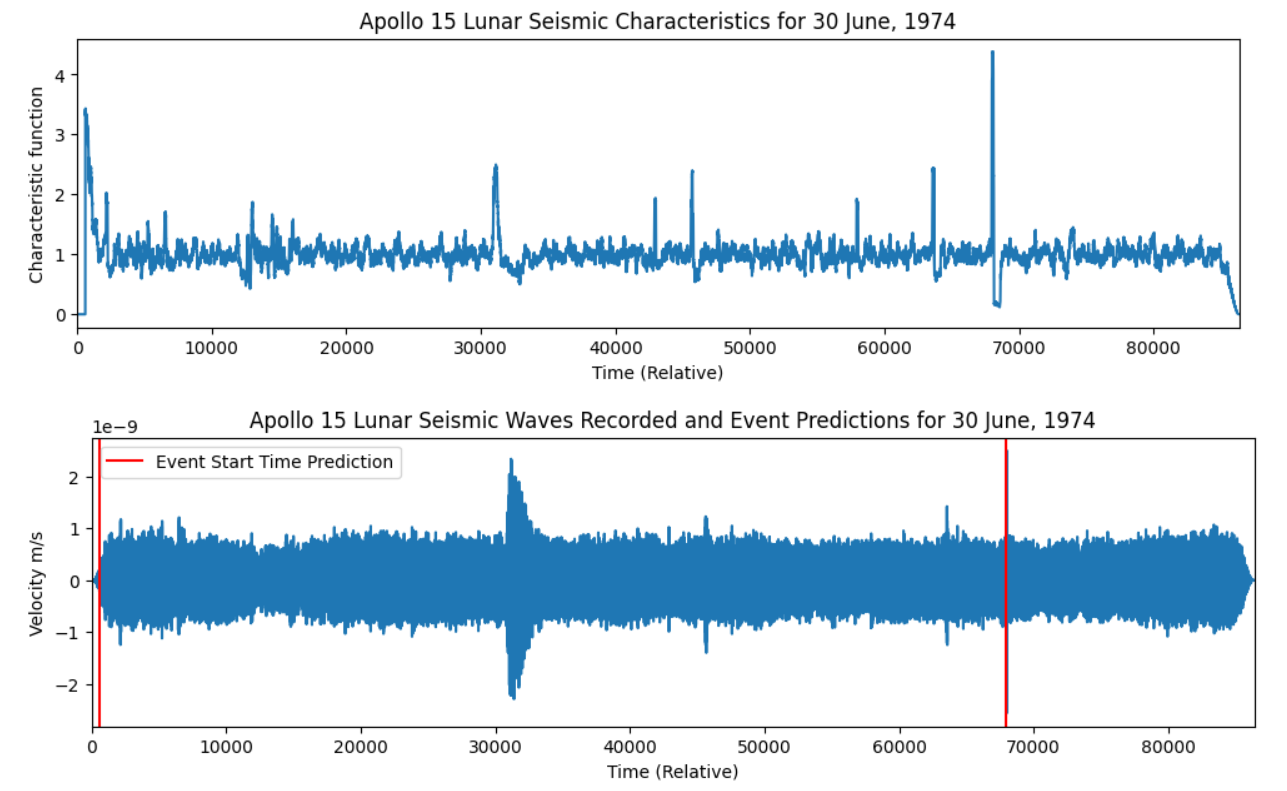 Apollo 15 Lunar Seismic Characteristics for 30 June, 1974
Characteristic function
4
3
2
1
0
0 10000 20000 30000 40000 50000 60000 70000 80000
Time (Relative)
Apollo 15 Lunar Seismic Waves Recorded and Event Predictions for 30 June, 1974
1e−9
Event Start Time Prediction
Velocity m/s
2
1
0
−1
−2
0 10000 20000 30000 40000 50000 60000 70000 80000
Time (Relative)